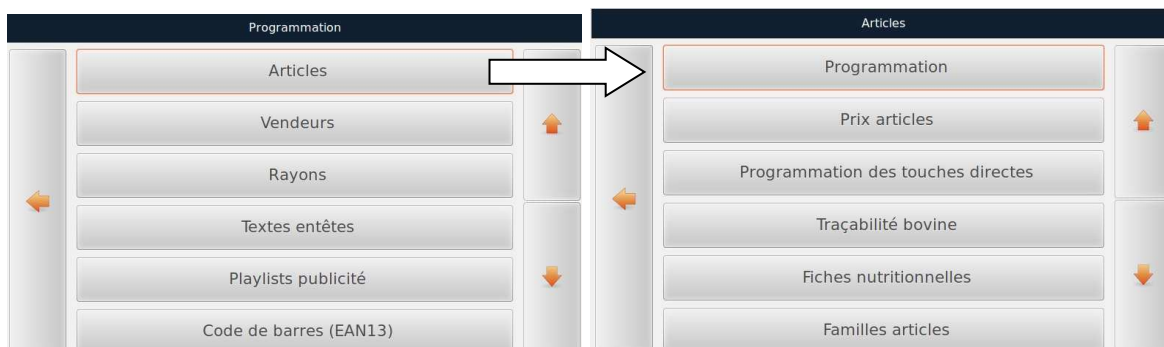 Programmation
Articles
Vendeurs
Rayons
Textes entêtes
Playlists publicité
Code de barres (EAN13)
Articles
Programmation
Prix articles
Programmation des touches directes
Traçabilité bovine
Fiches nutritionnelles
Familles articles